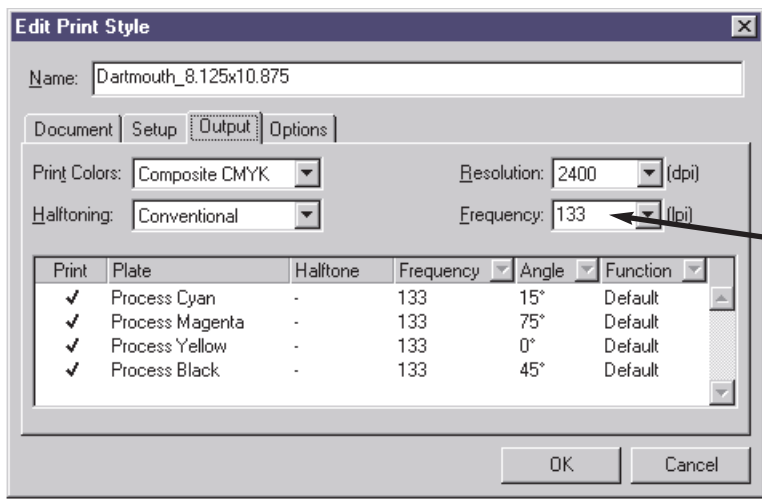 Edit Print Style
Name: Dartmouth_8.125x10.875
Document Setup Output Options
Print Colors: Composite CMYK Resolution: 2400 (dpi)
Halftoning: Conventional Frequency: 133 (lpi)
Print Plate Halftone Frequency Angle Function
✓ Process Cyan - 133 15° Default
✓ Process Magenta - 133 75° Default
✓ Process Yellow - 133 0° Default
✓ Process Black - 133 45° Default
OK Cancel